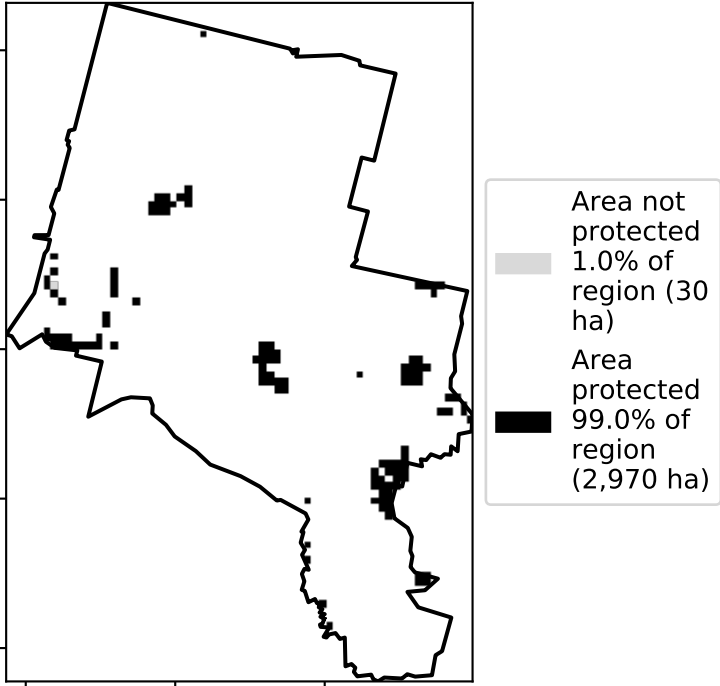 Area not
protected
1.0% of
region (30
ha)
Area
protected
99.0% of
region
(2,970 ha)